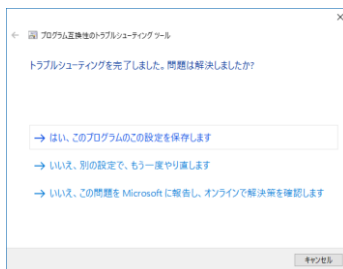 プログラム互換性のトラブルシューティング ツール
トラブルシューティングを完了しました。問題は解決しましたか?
はい、このプログラムのこの設定を保存します
いいえ、別の設定で、もう一度やり直します
いいえ、この問題を Microsoft に報告し、オンラインで解決策を確認します
キャンセル